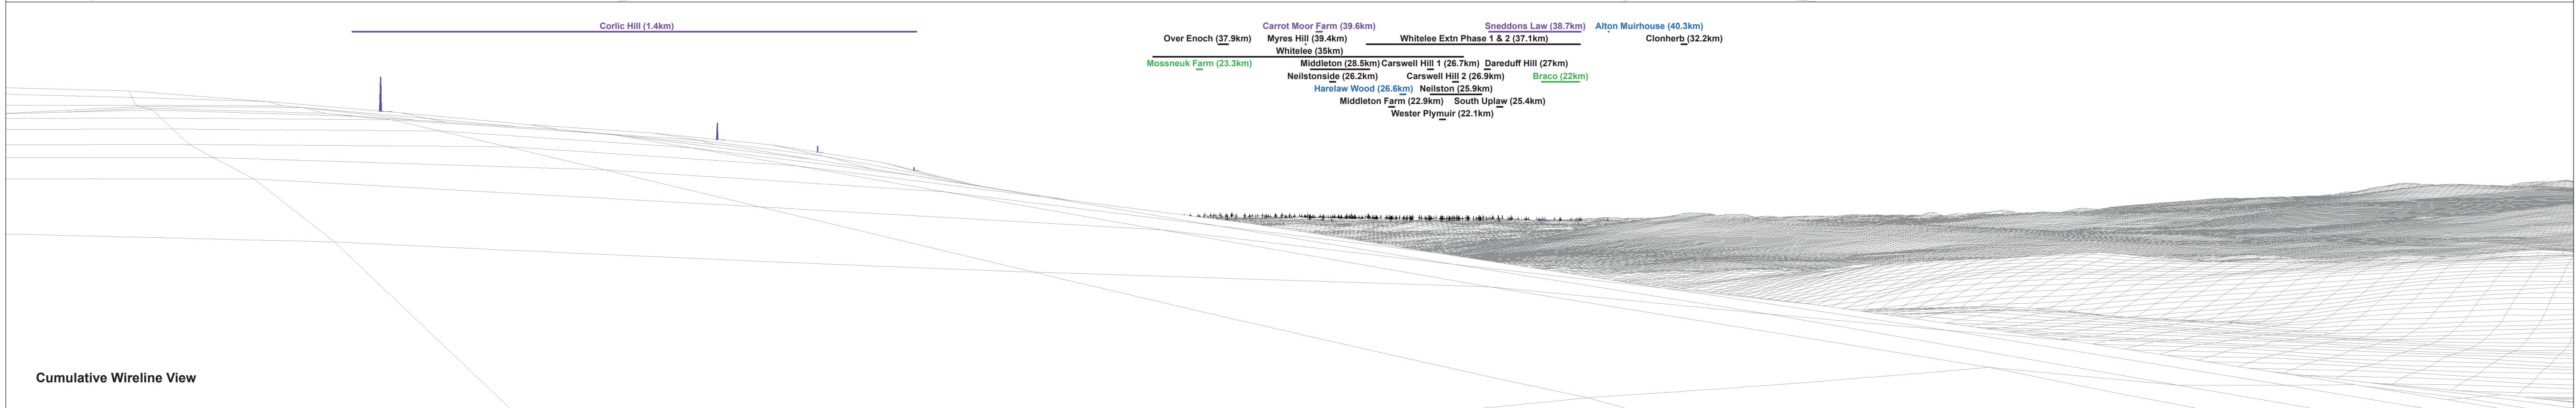 Corlic Hill (1.4km)
Carrot Moor Farm (39.6km)
Sneddons Law (38.7km)
Alton Muirhouse (40.3km)
Over Enoch (37.9km)
Myres Hill (39.4km)
Whitelee Extn Phase 1 & 2 (37.1km)
Clonherb (32.2km)
Whitelee (35km)
Mossneuk Farm (23.3km)
Middleton (28.5km)
Carswell Hill 1 (26.7km)
Dareduff Hill (27km)
Neilstonside (26.2km)
Carswell Hill 2 (26.9km)
Braco (22km)
Harelaw Wood (26.6km)
Neilston (25.9km)
Middleton Farm (22.9km)
South Uplaw (25.4km)
Wester Plymuir (22.1km)
Cumulative Wireline View